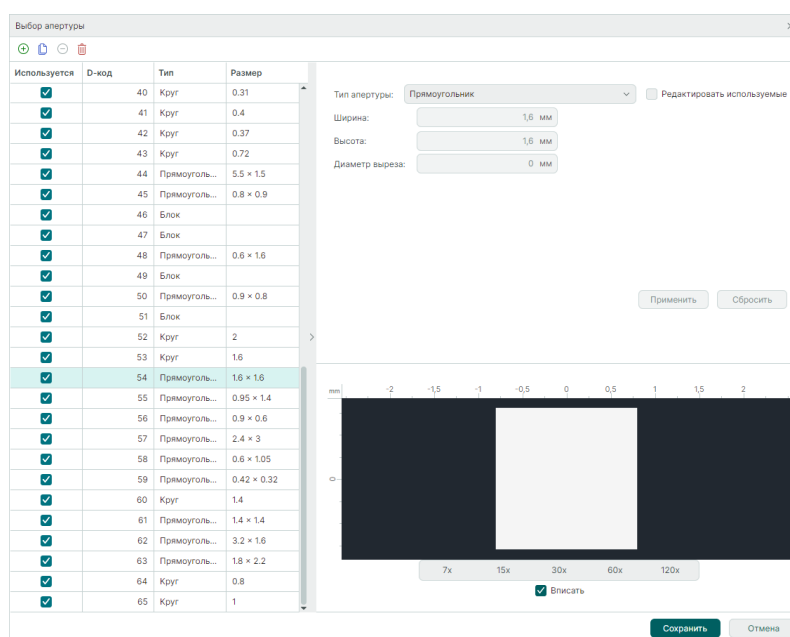 Выбор апертуры
Используется D-код Тип Размер
40 Круг 0.31
41 Круг 0.4
42 Круг 0.37
43 Круг 0.72
44 Прямоуголь... 5.5 × 1.5
45 Прямоуголь... 0.8 × 0.9
46 Блок
47 Блок
48 Прямоуголь... 0.6 × 1.6
49 Блок
50 Прямоуголь... 0.9 × 0.8
51 Блок
52 Круг 2
53 Круг 1.6
54 Прямоуголь... 1.6 × 1.6
55 Прямоуголь... 0.95 × 1.4
56 Прямоуголь... 0.9 × 0.6
57 Прямоуголь... 2.4 × 3
58 Прямоуголь... 0.6 × 1.05
59 Прямоуголь... 0.42 × 0.32
60 Круг 1.4
61 Прямоуголь... 1.4 × 1.4
62 Прямоуголь... 3.2 × 1.6
63 Прямоуголь... 1.8 × 2.2
64 Круг 0.8
65 Круг 1
Тип апертуры: Прямоугольник Редактировать используемые
Ширина: 1,6 мм
Высота: 1,6 мм
Диаметр выреза: 0 мм
Применить Сбросить
mm -2 -1,5 -1 -0,5 0 0,5 1 1,5 2
0
7x 15x 30x 60x 120x
Вписать
Сохранить Отмена